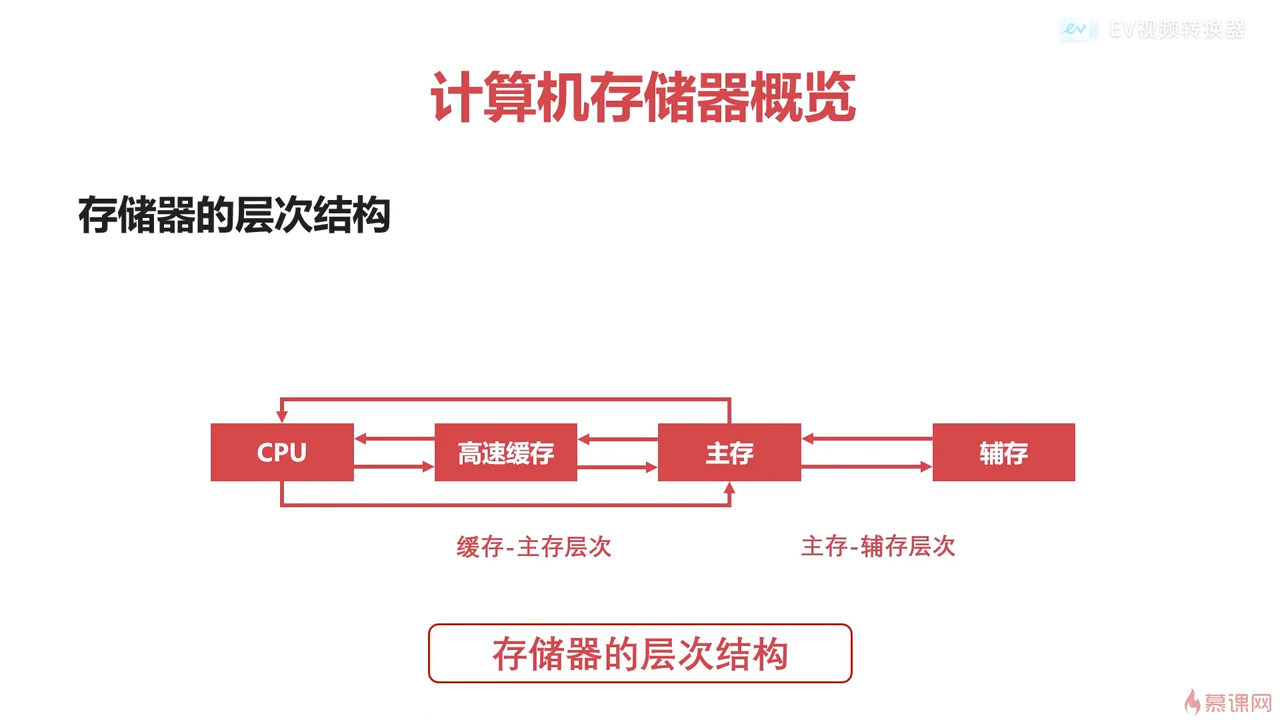 ev EV视频转换器
计算机存储器概览
存储器的层次结构
CPU
高速缓存
主存
辅存
缓存-主存层次
主存-辅存层次
存储器的层次结构
慕课网